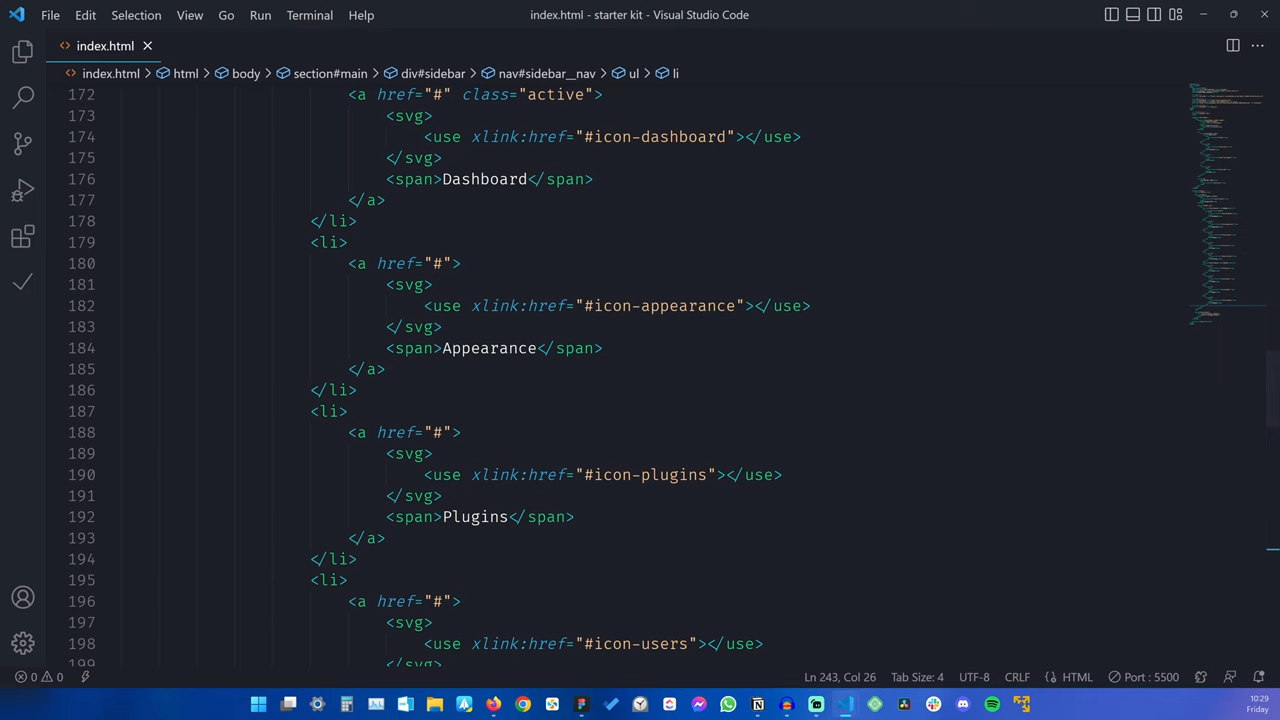 File Edit Selection View Go Run Terminal Help index.html - starter kit - Visual Studio Code
index.html
index.html > html > body > section#main > div#sidebar > nav#sidebar__nav > ul > li
172 <a href="#" class="active">
173 <svg>
174 <use xlink:href="#icon-dashboard"></use>
175 </svg>
176 <span>Dashboard</span>
177 </a>
178 </li>
179 <li>
180 <a href="#">
181 <svg>
182 <use xlink:href="#icon-appearance"></use>
183 </svg>
184 <span>Appearance</span>
185 </a>
186 </li>
187 <li>
188 <a href="#">
189 <svg>
190 <use xlink:href="#icon-plugins"></use>
191 </svg>
192 <span>Plugins</span>
193 </a>
194 </li>
195 <li>
196 <a href="#">
197 <svg>
198 <use xlink:href="#icon-users"></use>
199 </svg>
0 0 Ln 243, Col 26 Tab Size: 4 UTF-8 CRLF HTML Port : 5500
10:29
Friday